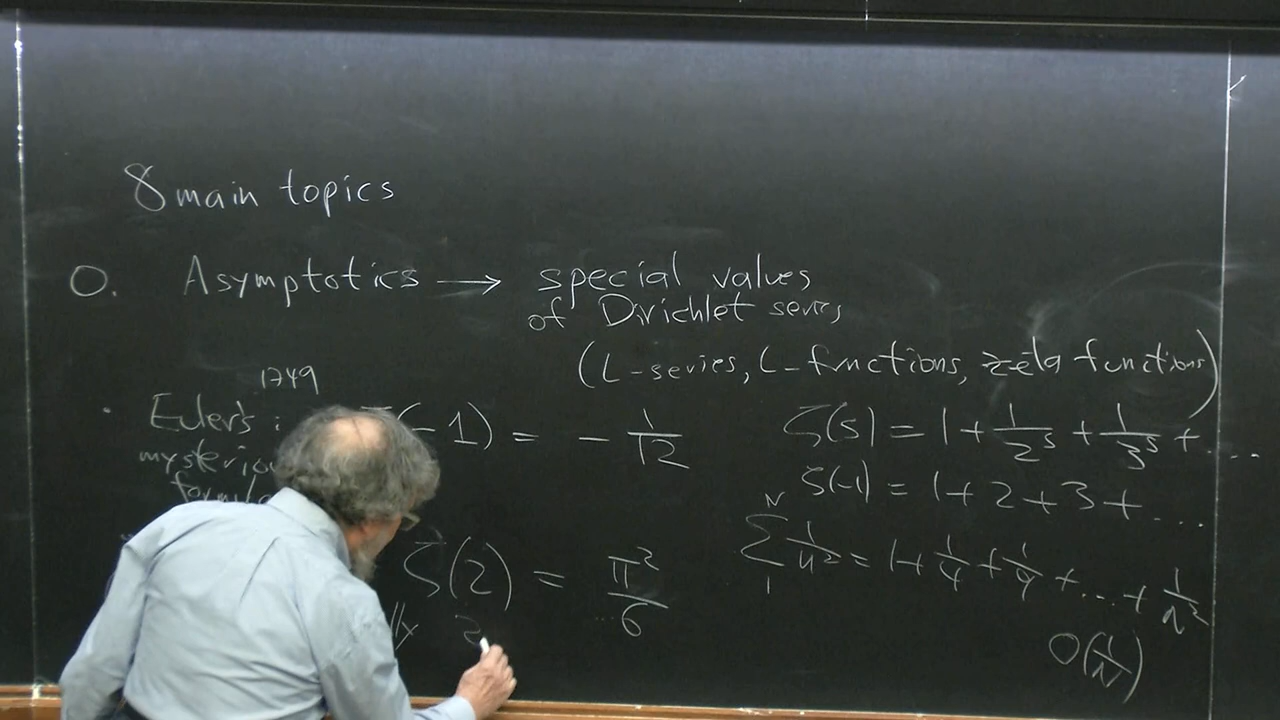 8 main topics
0. Asymptotics → special values
of Dirichlet series
(L-series, L-functions, zeta functions)
1749
· Euler's :
(-1) = - 1/12
ζ(s) = 1 + 1/2^s + 1/3^s + ....
ζ(-1) = 1 + 2 + 3 + ....
ζ(2) = π²/6
N ∑ 1 1/n² = 1 + 1/4 + 1/9 + ... + 1/n²
O(1/N)